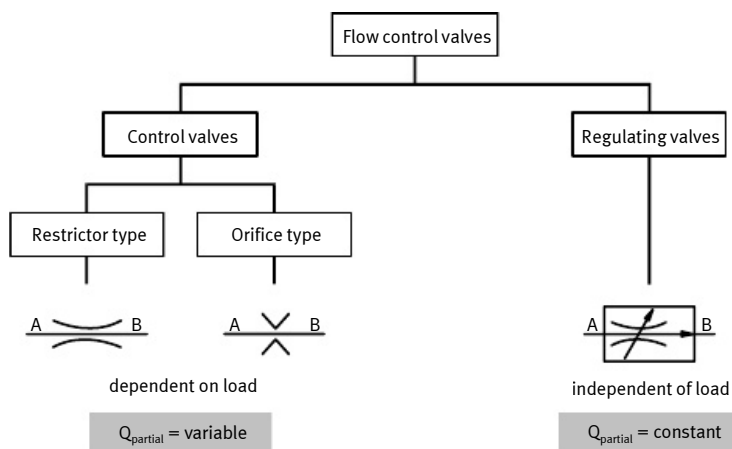 Flow control valves
Control valves
Regulating valves
Restrictor type
Orifice type
A B
A B
A B
dependent on load
independent of load
Qpartial = variable
Qpartial = constant